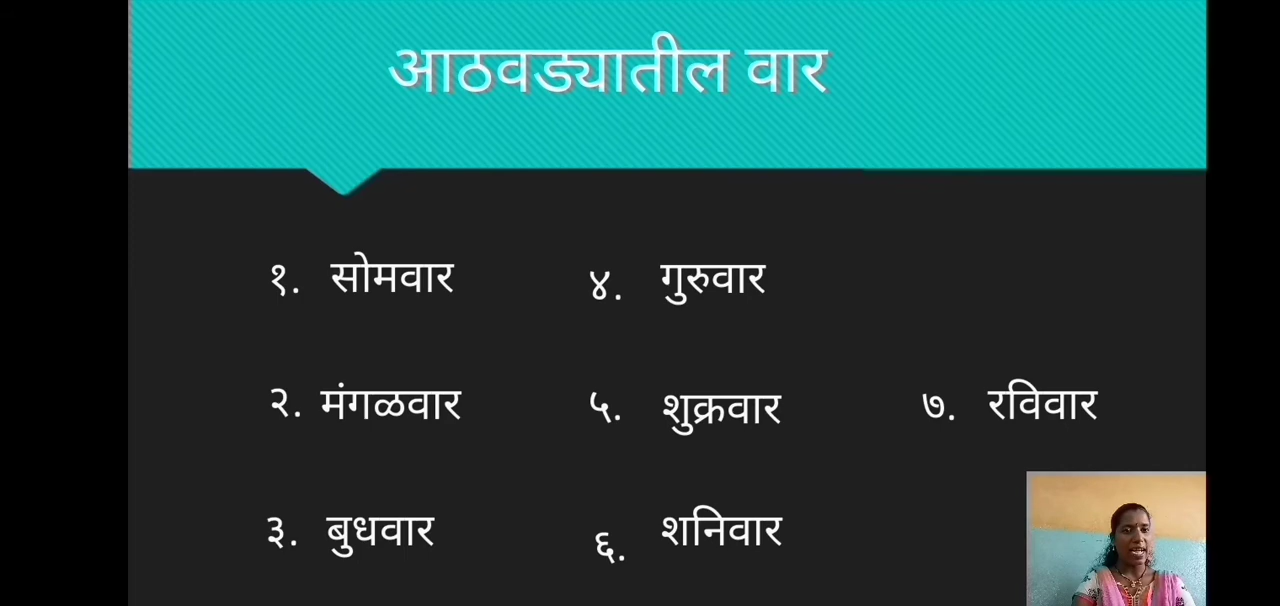 आठवड्यातील वार
१. सोमवार
२. मंगळवार
३. बुधवार
४. गुरुवार
५. शुक्रवार
६. शनिवार
७. रविवार